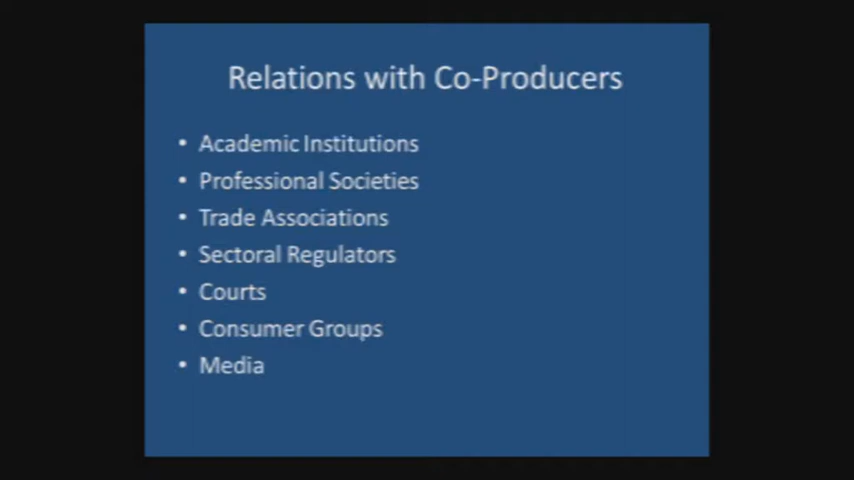 Relations with Co-Producers
• Academic Institutions
• Professional Societies
• Trade Associations
• Sectoral Regulators
• Courts
• Consumer Groups
• Media